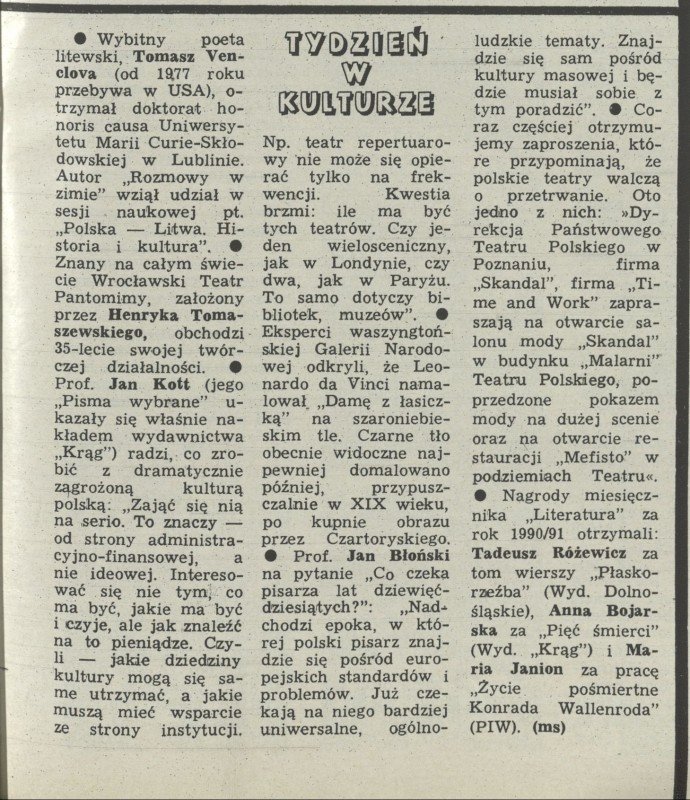 ● Wybitny poeta
litewski, Tomasz Ven-
clova (od 1977 roku
przebywa w USA), o-
trzymał doktorat ho-
noris causa Uniwersy-
tetu Marii Curie-Skło-
dowskiej w Lublinie.
Autor „Rozmowy w
zimie” wziął udział w
sesji naukowej pt.
„Polska — Litwa. Hi-
storia i kultura”. ●
Znany na całym świe-
cie Wrocławski Teatr
Pantomimy, założony
przez Henryka Toma-
szewskiego, obchodzi
35-lecie swojej twór-
czej działalności. ●
Prof. Jan Kott (jego
„Pisma wybrane” u-
kazały się właśnie na-
kładem wydawnictwa
„Krąg”) radzi, co zro-
bić z dramatycznie
zagrożoną kulturą
polską: „Zająć się nią
na serio. To znaczy —
od strony administra-
cyjno-finansowej, a
nie ideowej. Intereso-
wać się nie tym, co
ma być, jakie ma być
i czyje, ale jak znaleźć
na to pieniądze. Czy-
li — jakie dziedziny
kultury mogą się sa-
me utrzymać, a jakie
muszą mieć wsparcie
ze strony instytucji.
TYDZIEŃ
W
KULTURZE
Np. teatr repertuaro-
wy nie może się opie-
rać tylko na frek-
wencji. Kwestia
brzmi: ile ma być
tych teatrów. Czy je-
den wielosceniczny,
jak w Londynie, czy
dwa, jak w Paryżu.
To samo dotyczy bi-
bliotek, muzeów”. ●
Eksperci waszyngtoń-
skiej Galerii Narodo-
wej odkryli, że Leo-
nardo da Vinci nama-
lował „Damę z łasicz-
ką” na szaroniebie-
skim tle. Czarne tło
obecnie widoczne naj-
pewniej domalowano
później, przypusz-
czalnie w XIX wieku,
po kupnie obrazu
przez Czartoryskiego.
● Prof. Jan Błoński
na pytanie „Co czeka
pisarza lat dziewięć-
dziesiątych?”: „Nad-
chodzi epoka, w któ-
rej polski pisarz znaj-
dzie się pośród euro-
pejskich standardów i
problemów. Już cze-
kają na niego bardziej
uniwersalne, ogólno-
ludzkie tematy. Znaj-
dzie się sam pośród
kultury masowej i bę-
dzie musiał sobie z
tym poradzić”. ● Co-
raz częściej otrzymu-
jemy zaproszenia, któ-
re przypominają, że
polskie teatry walczą
o przetrwanie. Oto
jedno z nich: »Dy-
rekcja Państwowego
Teatru Polskiego w
Poznaniu, firma
„Skandal”, firma „Ti-
me and Work” zapra-
szają na otwarcie sa-
lonu mody „Skandal”
w budynku „Malarni”
Teatru Polskiego, po-
przedzone pokazem
mody na dużej scenie
oraz na otwarcie re-
stauracji „Mefisto” w
podziemiach Teatru«.
● Nagrody miesięcz-
nika „Literatura” za
rok 1990/91 otrzymali:
Tadeusz Różewicz za
tom wierszy „Płasko-
rzeźba” (Wyd. Dolno-
śląskie), Anna Bojar-
ska za „Pięć śmierci”
(Wyd. „Krąg”) i Ma-
ria Janion za pracę
„Życie pośmiertne
Konrada Wallenroda”
(PIW). (ms)